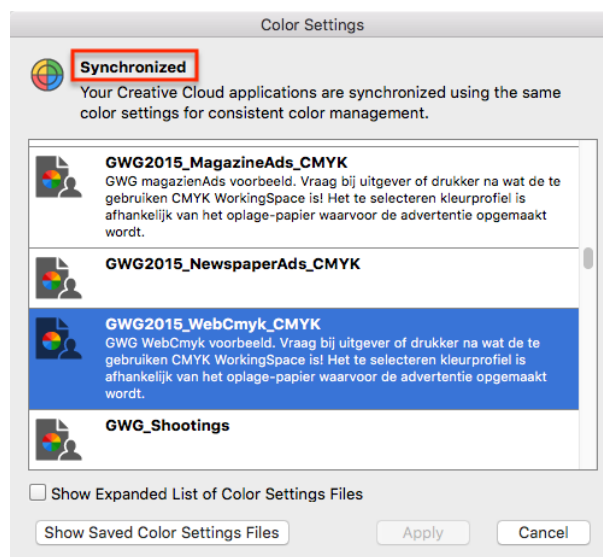 Color Settings
Synchronized
Your Creative Cloud applications are synchronized using the same
color settings for consistent color management.
GWG2015_MagazineAds_CMYK
GWG magazienAds voorbeeld. Vraag bij uitgever of drukker na wat de te
gebruiken CMYK WorkingSpace is! Het te selecteren kleurprofiel is
afhankelijk van het oplage-papier waarvoor de advertentie opgemaakt
wordt.
GWG2015_NewspaperAds_CMYK
GWG2015_WebCmyk_CMYK
GWG WebCmyk voorbeeld. Vraag bij uitgever of drukker na wat de te
gebruiken CMYK WorkingSpace is! Het te selecteren kleurprofiel is
afhankelijk van het oplage-papier waarvoor de advertentie opgemaakt
wordt.
GWG_Shootings
Show Expanded List of Color Settings Files
Show Saved Color Settings Files
Apply
Cancel